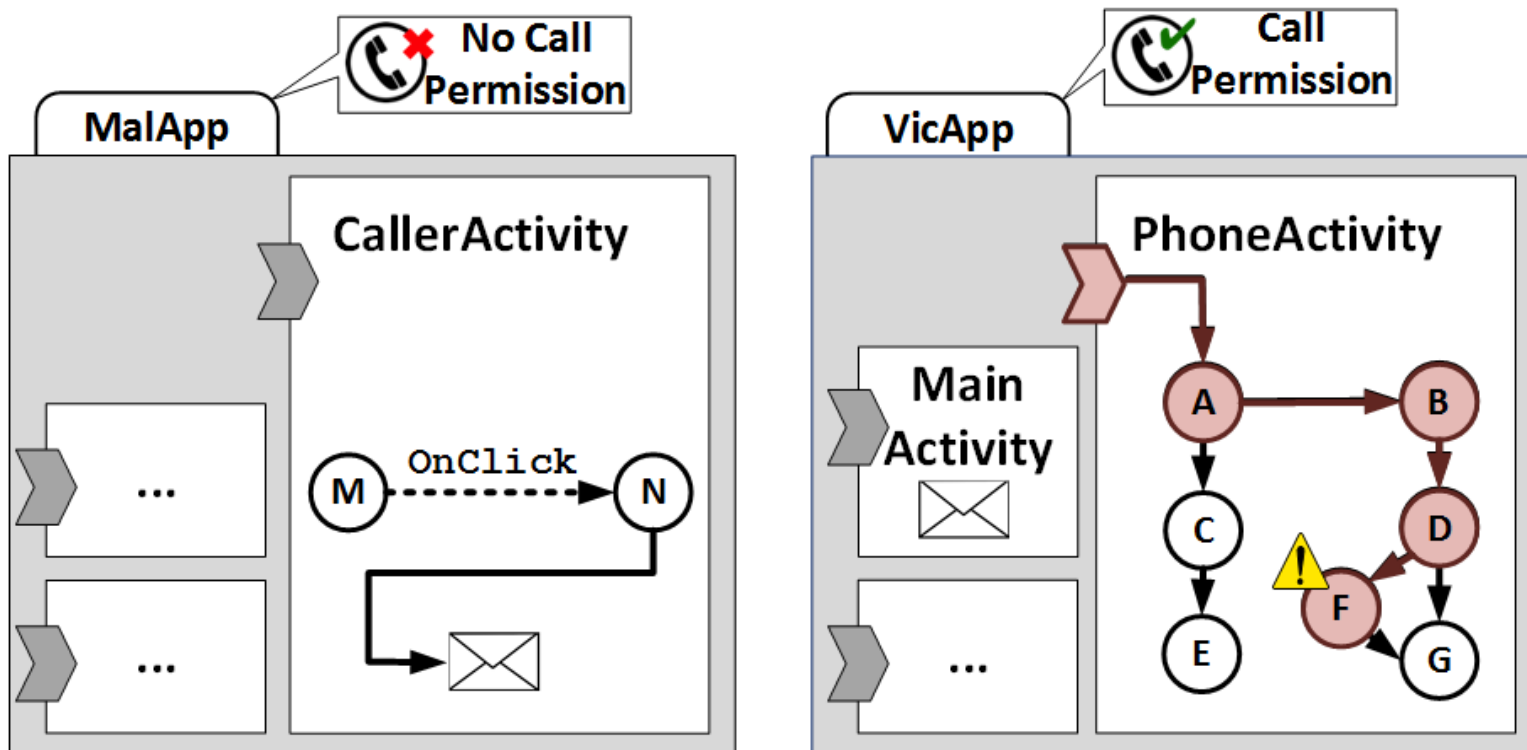 No Call
Permission
MalApp
CallerActivity
...
M
OnClick
N
...
Call
Permission
VicApp
PhoneActivity
Main
Activity
A
B
C
D
!
F
E
G
...